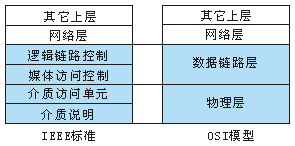 其它上层
网络层
逻辑链路控制
媒体访问控制
介质访问单元
介质说明
IEEE标准
其它上层
网络层
数据链路层
物理层
OSI模型